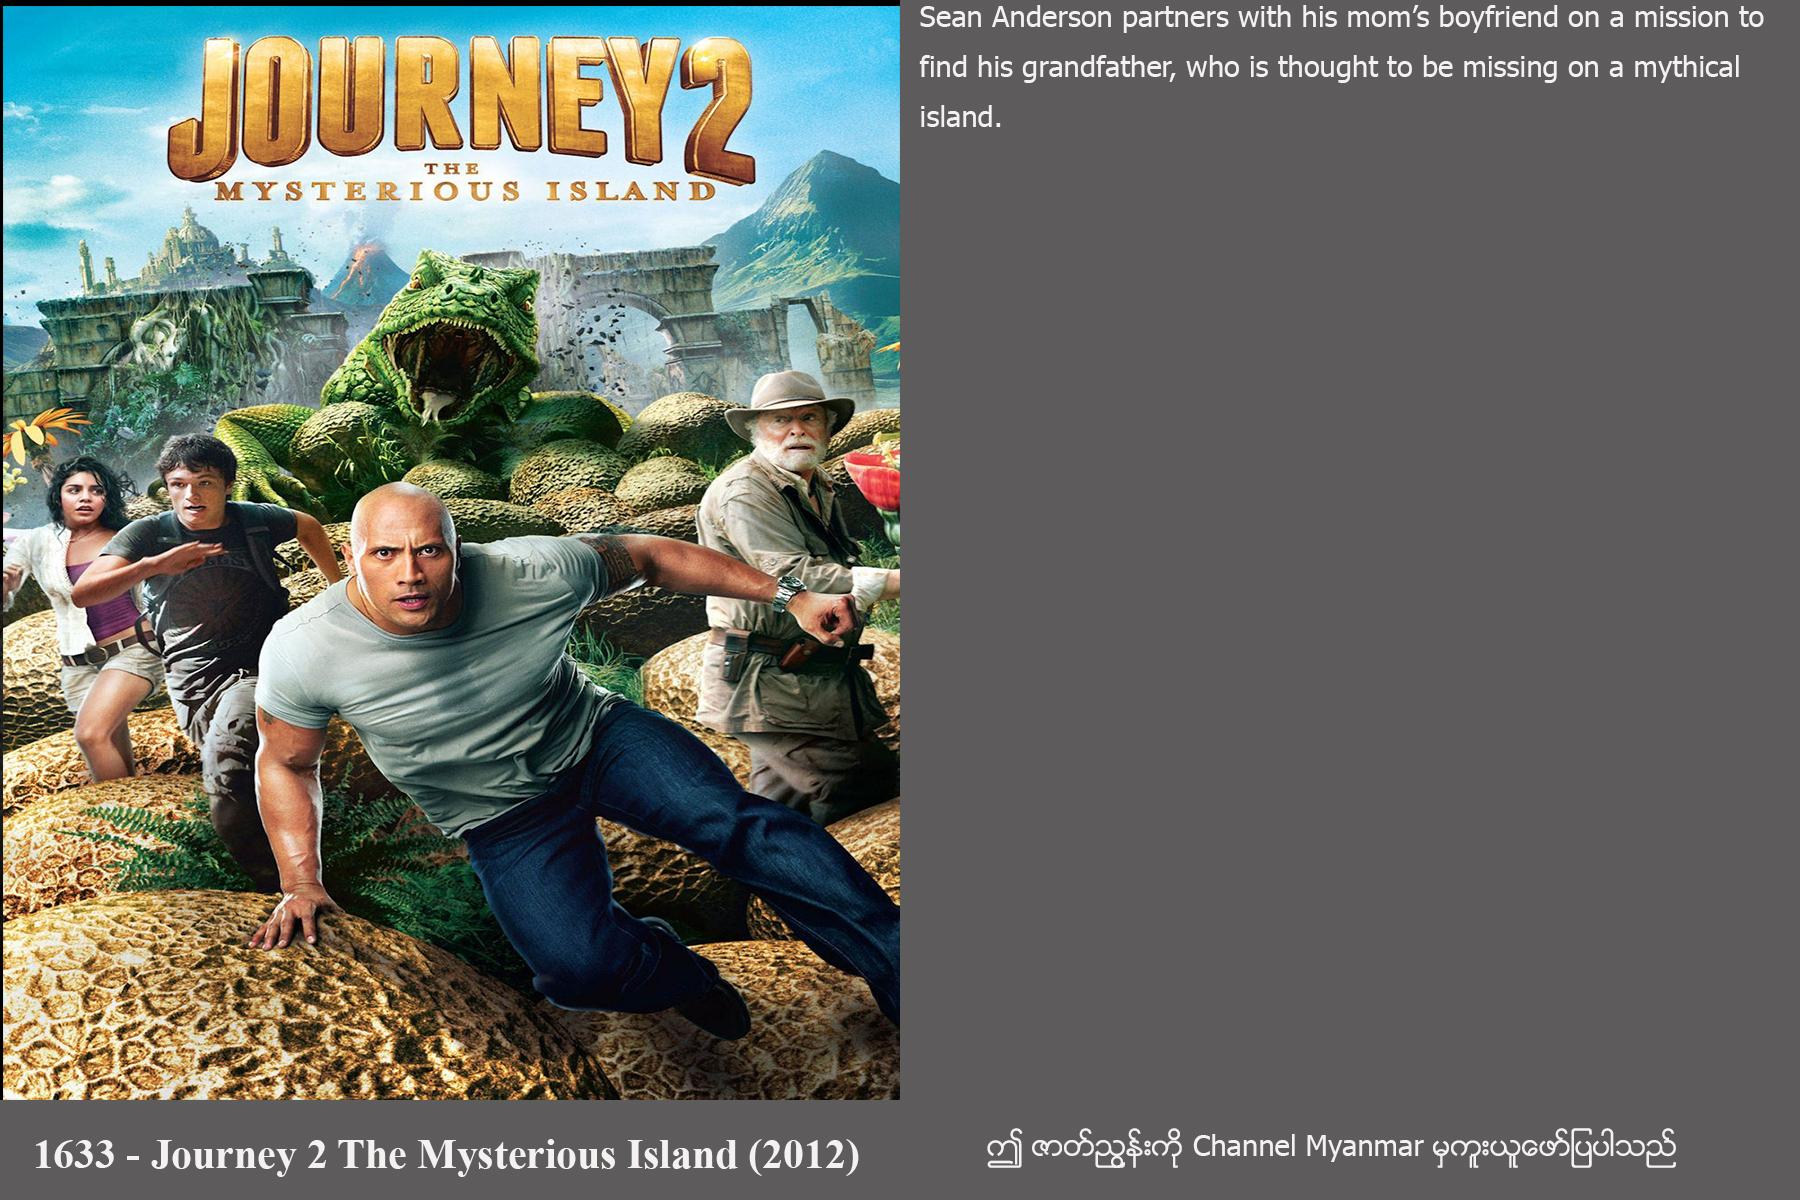 JOURNEY 2
THE
MYSTERIOUS ISLAND
Sean Anderson partners with his mom’s boyfriend on a mission to
find his grandfather, who is thought to be missing on a mythical
island.
1633 - Journey 2 The Mysterious Island (2012)
ဤ ဇာတ်ညွှန်းကို Channel Myanmar မှကူးယူဖော်ပြပါသည်